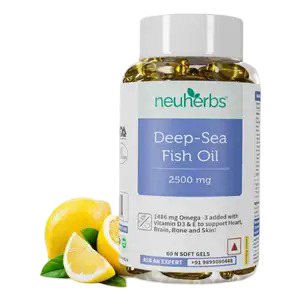 neuherbs®
Deep-Sea
Fish Oil
2500 mg
1486 mg Omega -3 added with
Vitamin D3 & E to support Heart,
Brain, Bone and Skin!
60 N SOFT GELS
ASK AN EXPERT